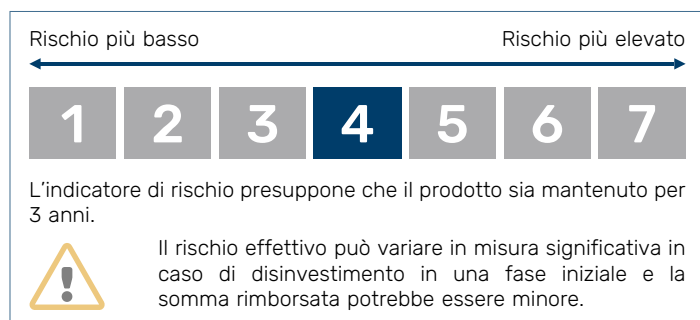 Rischio più basso Rischio più elevato
1 2 3 4 5 6 7
L'indicatore di rischio presuppone che il prodotto sia mantenuto per
3 anni.
Il rischio effettivo può variare in misura significativa in
caso di disinvestimento in una fase iniziale e la
somma rimborsata potrebbe essere minore.